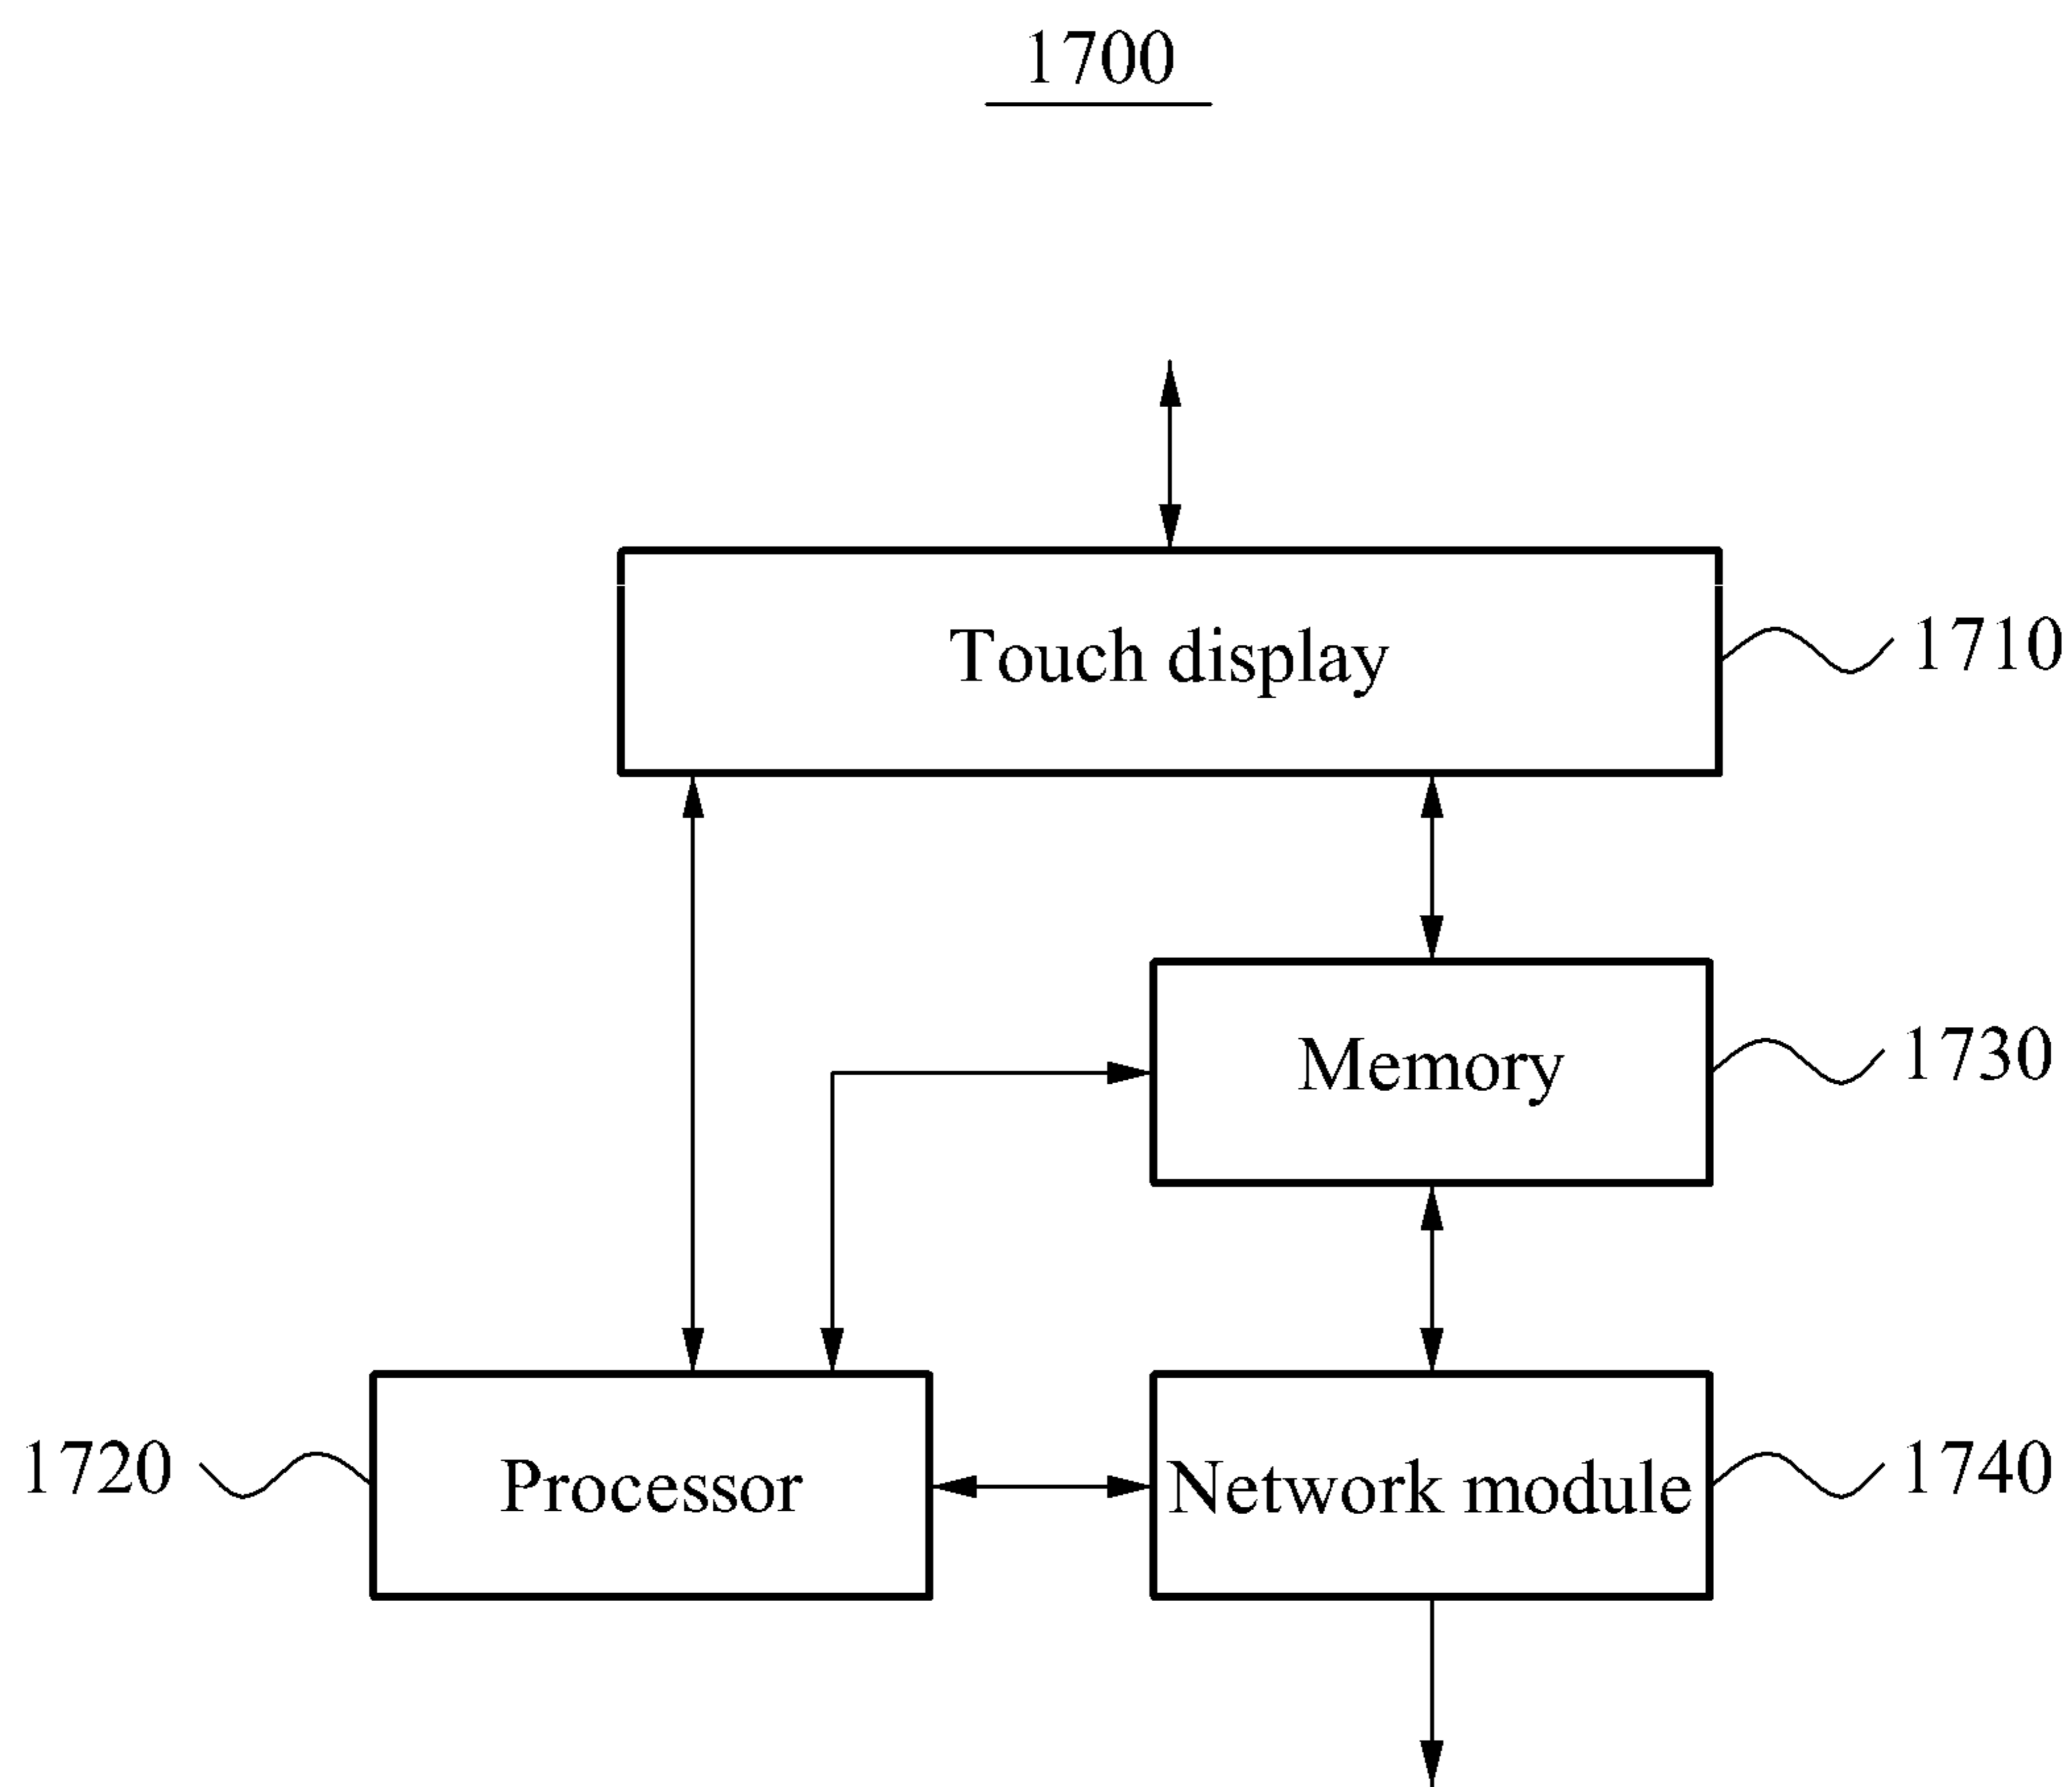 1700
Touch display
1710
Memory
1730
1720
Processor
Network module
1740